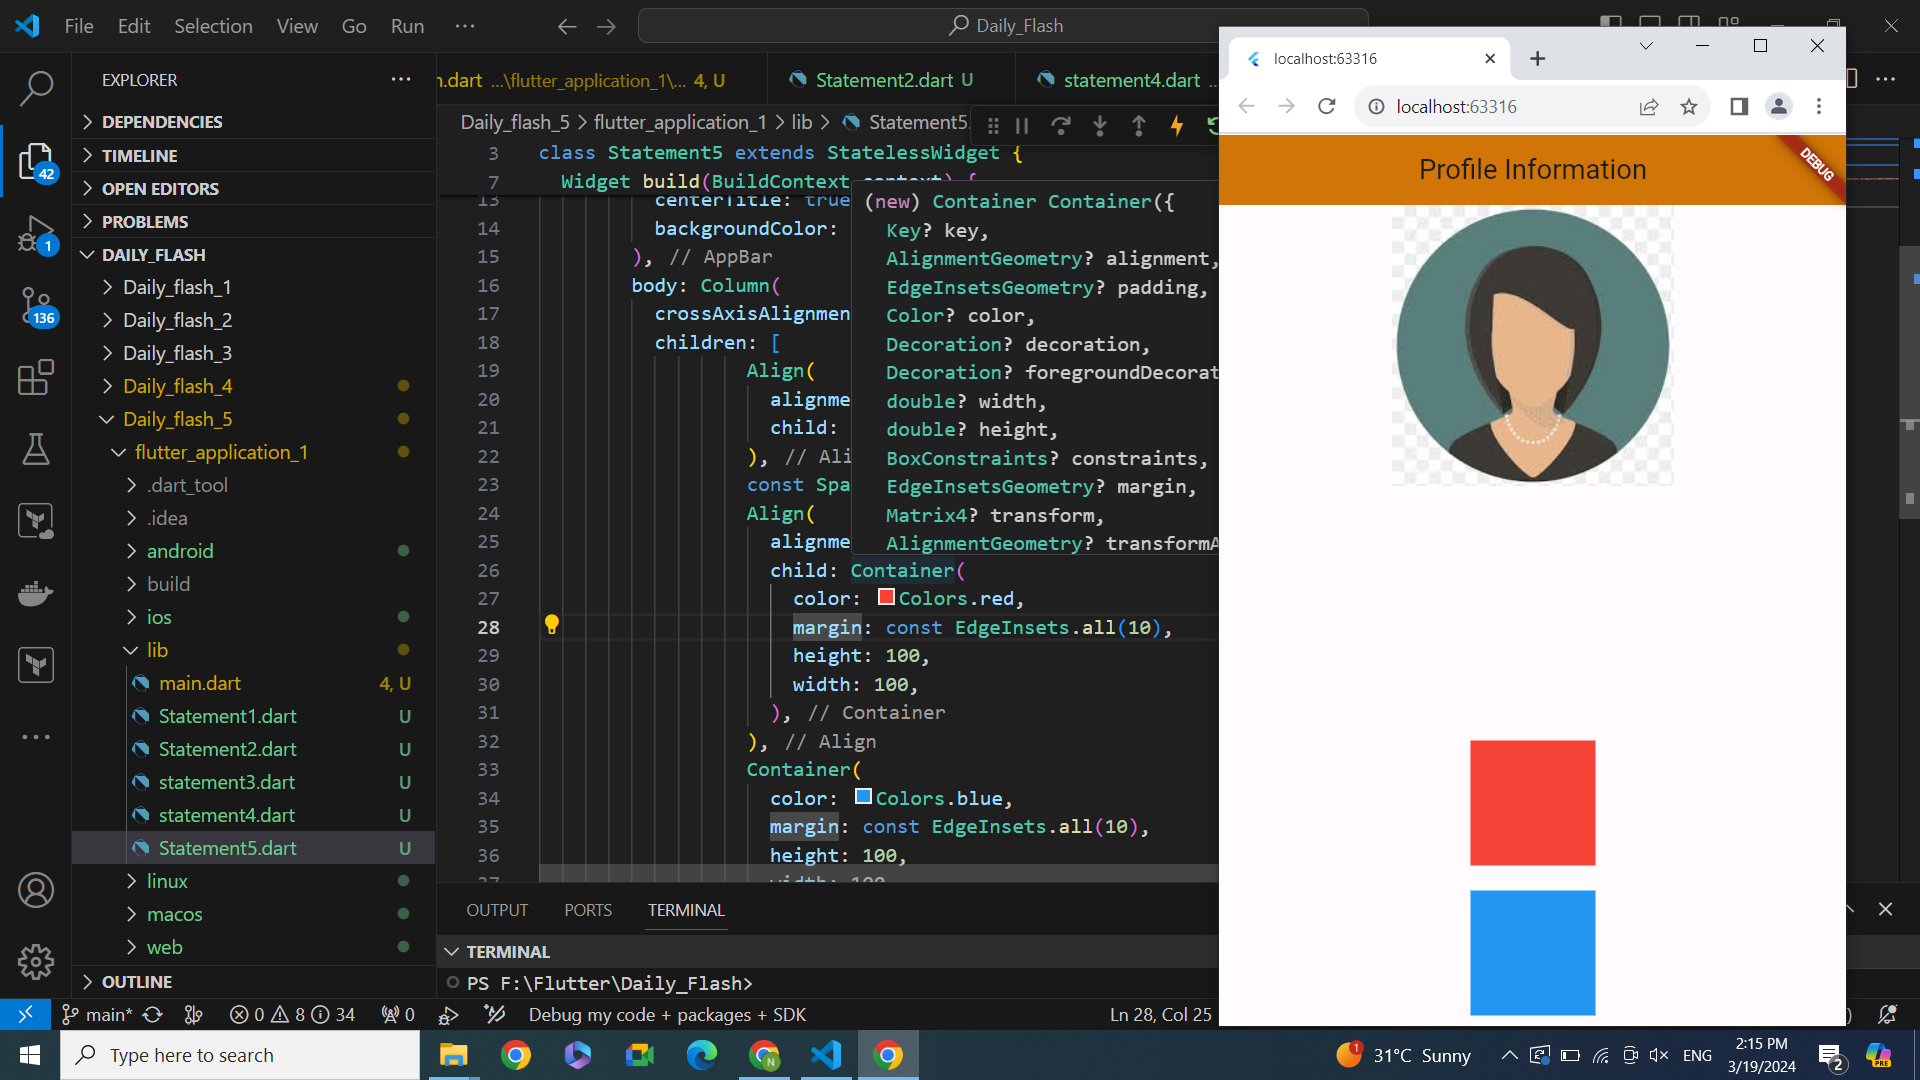 File Edit Selection View Go Run ···
Daily_Flash
EXPLORER
DEPENDENCIES
TIMELINE
OPEN EDITORS
PROBLEMS
DAILY_FLASH
Daily_flash_1
Daily_flash_2
Daily_flash_3
Daily_flash_4
Daily_flash_5
flutter_application_1
.dart_tool
.idea
android
build
ios
lib
main.dart 4, U
Statement1.dart U
Statement2.dart U
statement3.dart U
statement4.dart U
Statement5.dart U
linux
macos
web
OUTLINE
42
1
136
n.dart ...\flutter_application_1\... 4, U
Statement2.dart U
statement4.dart ...
Daily_flash_5 > flutter_application_1 > lib > Statement5.
3 class Statement5 extends StatelessWidget {
7 Widget build(BuildContext context) {
13 centerTitle: true
14 backgroundColor:
15 ), // AppBar
16 body: Column(
17 crossAxisAlignmen
18 children: [
19 Align(
20 alignme
21 child:
22 ), // Ali
23 const Spa
24 Align(
25 alignme
26 child: Container(
27 color: Colors.red,
28 margin: const EdgeInsets.all(10),
29 height: 100,
30 width: 100,
31 ), // Container
32 ), // Align
33 Container(
34 color: Colors.blue,
35 margin: const EdgeInsets.all(10),
36 height: 100,
37 width: 100
(new) Container Container({
Key? key,
AlignmentGeometry? alignment,
EdgeInsetsGeometry? padding,
Color? color,
Decoration? decoration,
Decoration? foregroundDecorat
double? width,
double? height,
BoxConstraints? constraints,
EdgeInsetsGeometry? margin,
Matrix4? transform,
AlignmentGeometry? transformA
OUTPUT PORTS TERMINAL
TERMINAL
PS F:\Flutter\Daily_Flash>
main* 0 8 34 0 Debug my code + packages + SDK Ln 28, Col 25
localhost:63316
localhost:63316
Profile Information
DEBUG
Type here to search
N
1
31°C Sunny
ENG
2:15 PM
3/19/2024
2
PRE